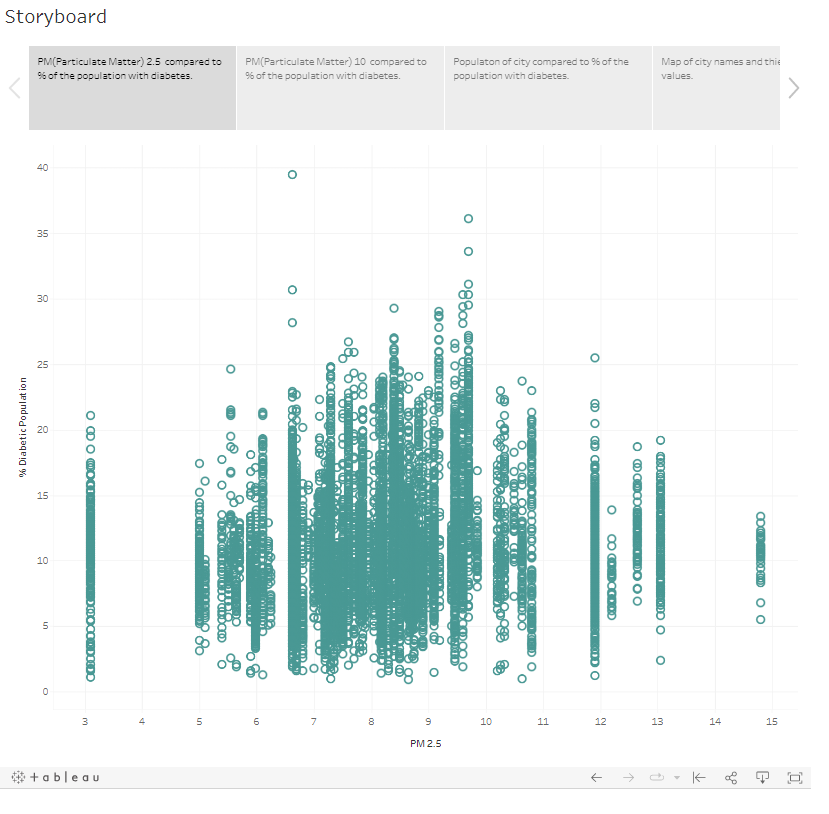 Storyboard
PM(Particulate Matter) 2.5 compared to
% of the population with diabetes.
PM(Particulate Matter) 10 compared to
% of the population with diabetes.
Populaton of city compared to % of the
population with diabetes.
Map of city names and thie
values.
40
35
30
25
20
15
10
5
0
% Diabetic Population
3 4 5 6 7 8 9 10 11 12 13 14 15
PM 2.5
+ableau